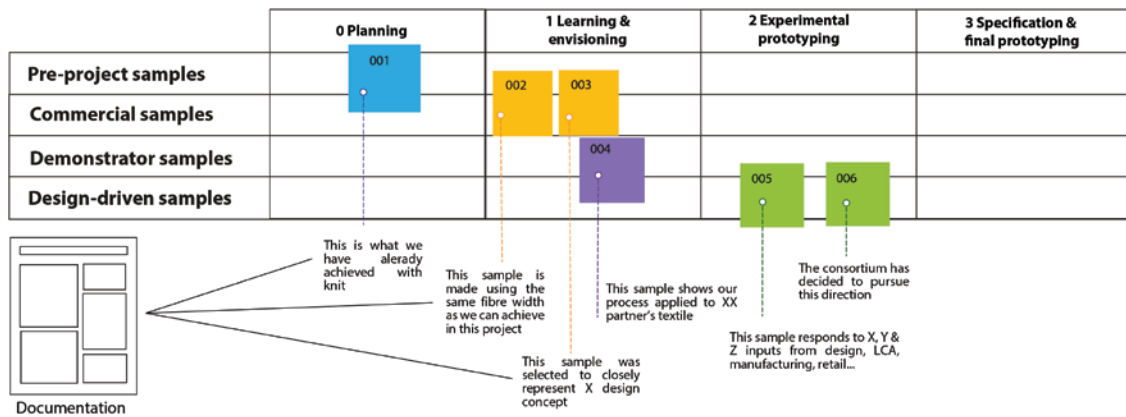 0 Planning
1 Learning &
envisioning
2 Experimental
prototyping
3 Specification &
final prototyping
Pre-project samples
Commercial samples
Demonstrator samples
Design-driven samples
001
002
003
004
005
006
This is what we
have alerady
achieved with
knit
This sample is
made using the
same fibre width
as we can achieve
in this project
This sample was
selected to closely
represent X design
concept
This sample shows our
process applied to XX
partner's textile
This sample responds to X, Y &
Z inputs from design, LCA,
manufacturing, retail...
The consortium has
decided to pursue
this direction
Documentation